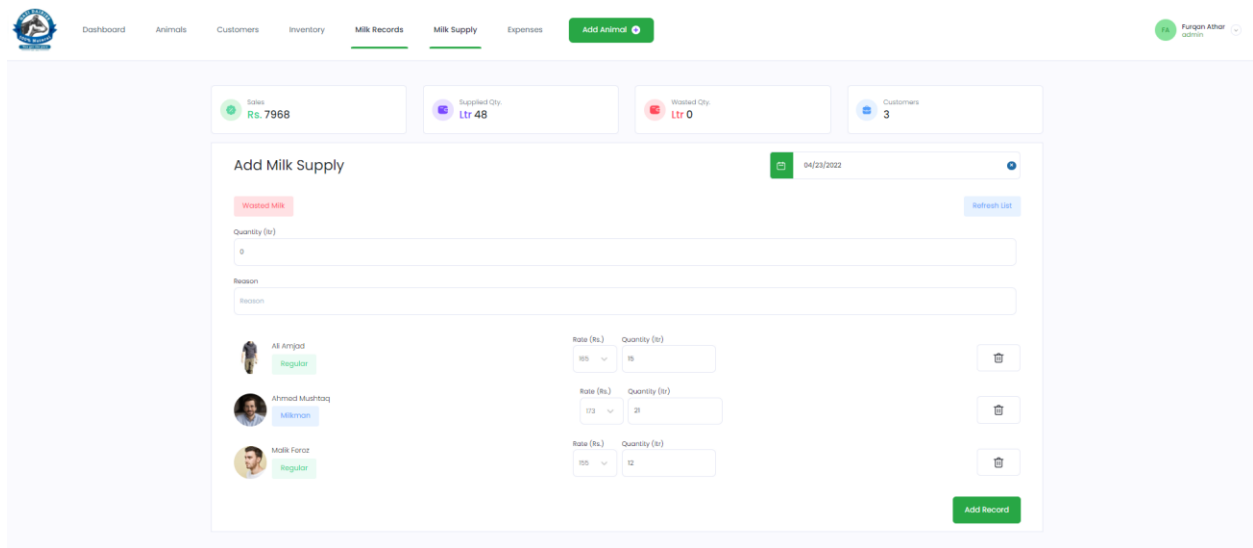 Dashboard Animals Customers Inventory Milk Records Milk Supply Expenses Add Animal
FA Furqan Athar
admin
Sales
Rs. 7968
Supplied Qty.
Ltr 48
Wasted Qty.
Ltr 0
Customers
3
Add Milk Supply
04/23/2022
Wasted Milk
Refresh List
Quantity (ltr)
0
Reason
Reason
Ali Amjad
Regular
Rate (Rs.) Quantity (ltr)
165 15
Ahmed Mushtaq
Milkman
Rate (Rs.) Quantity (ltr)
173 21
Malik Feroz
Regular
Rate (Rs.) Quantity (ltr)
155 12
Add Record